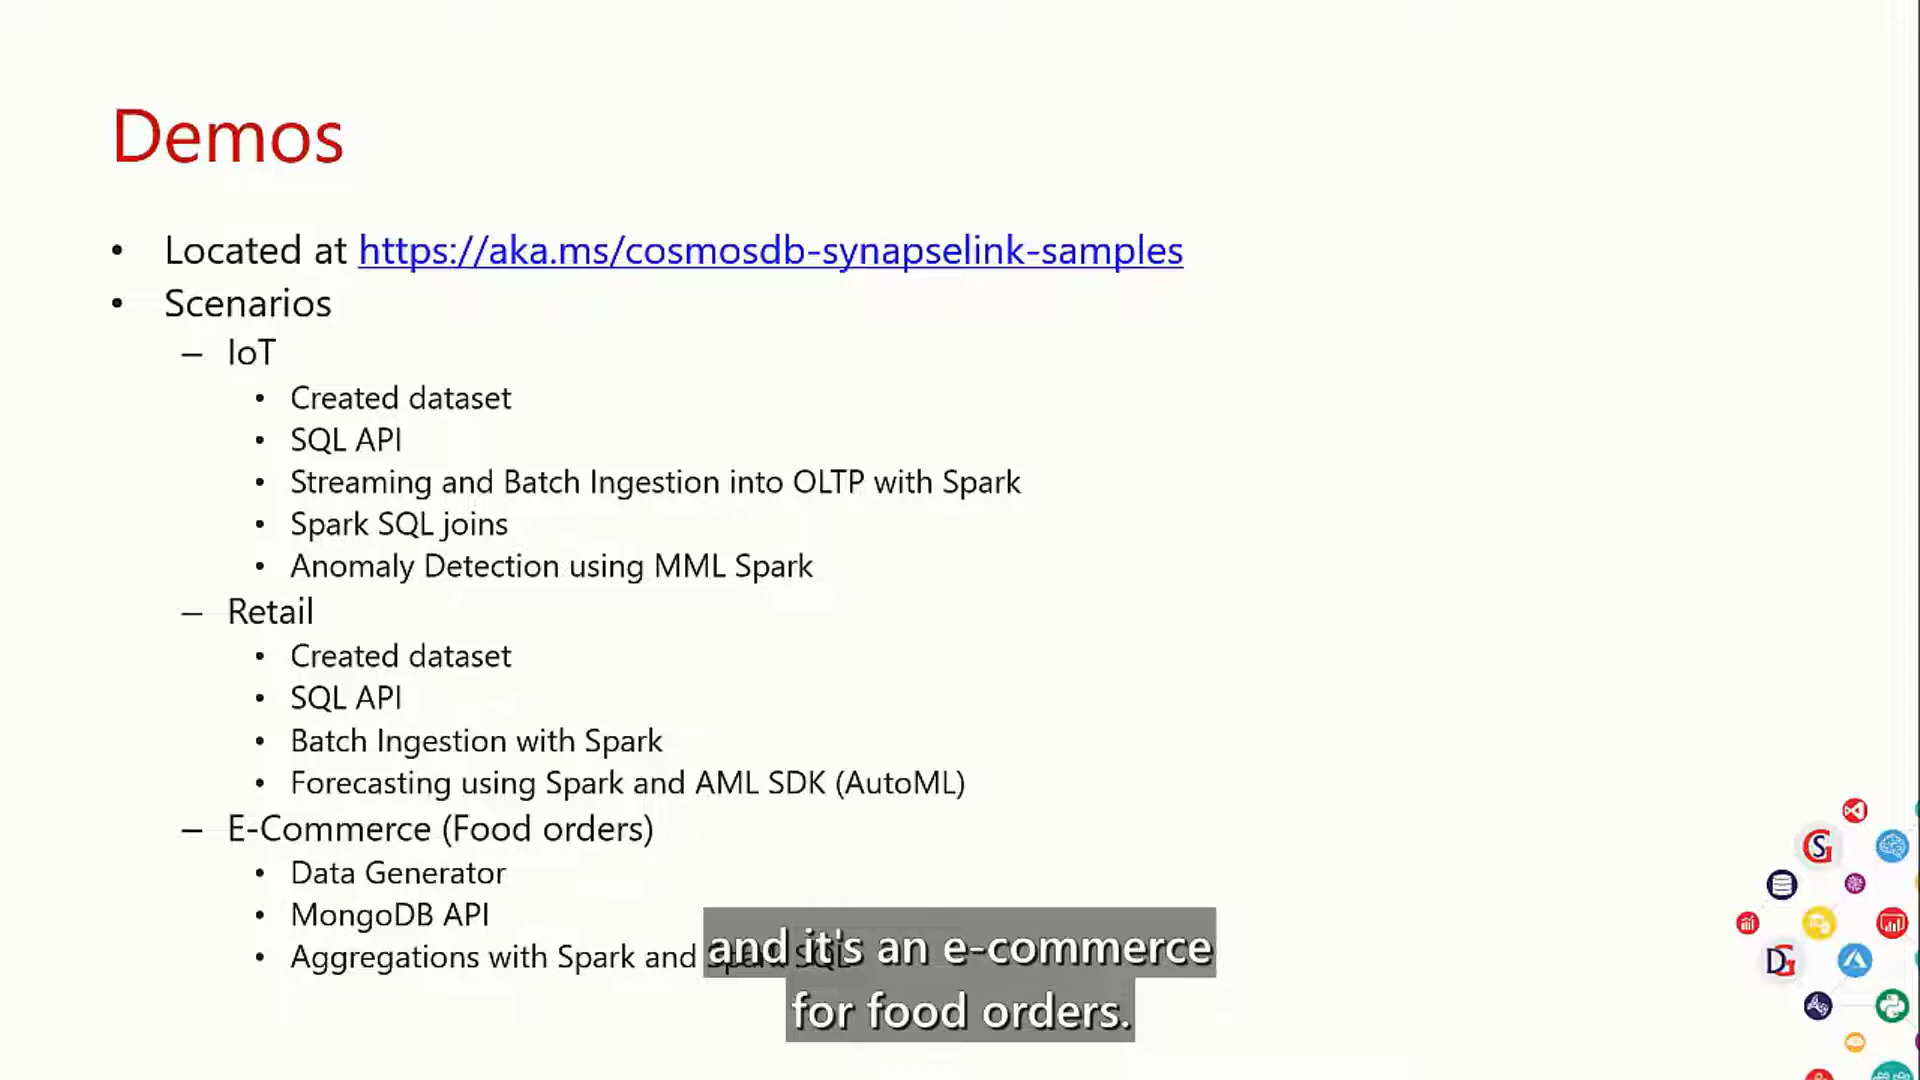 Demos
• Located at https://aka.ms/cosmosdb-synapselink-samples
• Scenarios
– IoT
• Created dataset
• SQL API
• Streaming and Batch Ingestion into OLTP with Spark
• Spark SQL joins
• Anomaly Detection using MML Spark
– Retail
• Created dataset
• SQL API
• Batch Ingestion with Spark
• Forecasting using Spark and AML SDK (AutoML)
– E-Commerce (Food orders)
• Data Generator
• MongoDB API
• Aggregations with Spark and Spark SQL
and it's an e-commerce
for food orders.